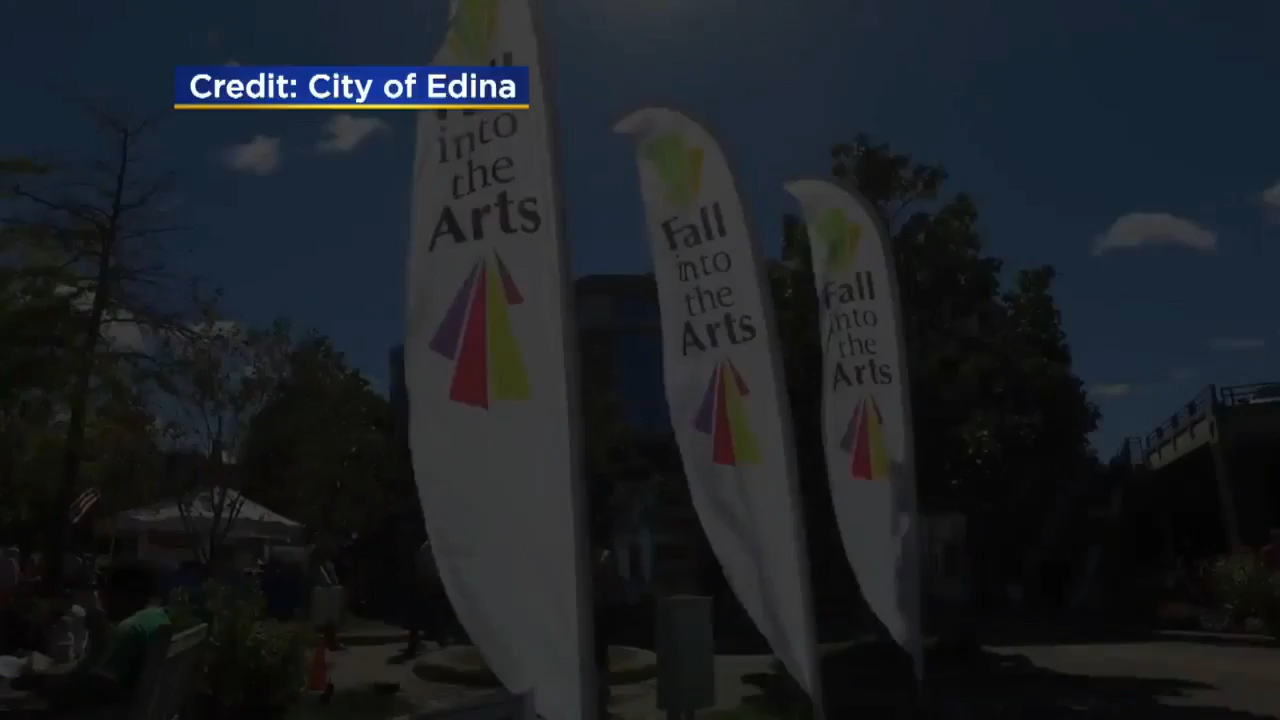 Credit: City of Edina
into
the
Arts
Fall
into
the
Arts
Fall
into
the
Arts